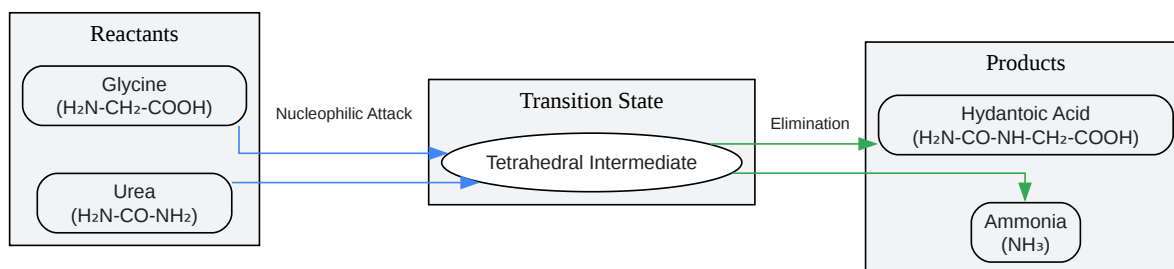 Reactants
Glycine
(H₂N-CH₂-COOH)
Urea
(H₂N-CO-NH₂)
Nucleophilic Attack
Transition State
Tetrahedral Intermediate
Elimination
Products
Hydantoic Acid
(H₂N-CO-NH-CH₂-COOH)
Ammonia
(NH₃)